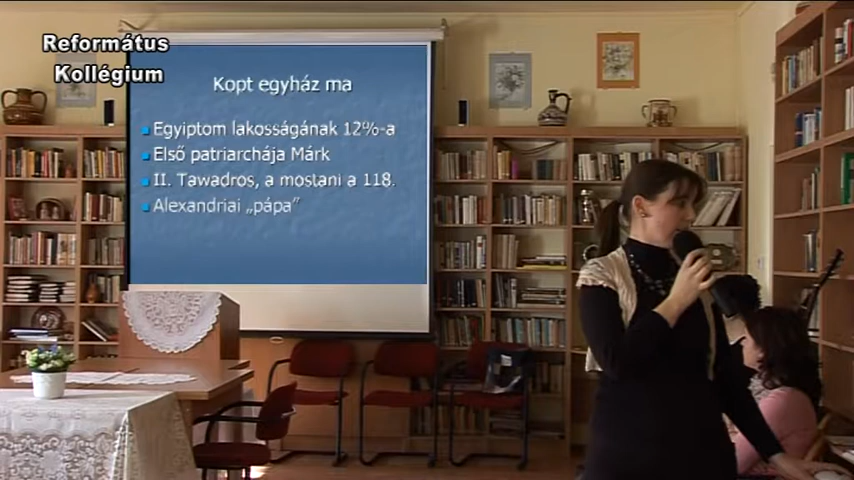 Református
Kollégium
Kopt egyház ma
Egyiptom lakosságának 12%-a
Első patriarchája Márk
II. Tawadros, a mostani a 118.
Alexandriai „pápa”